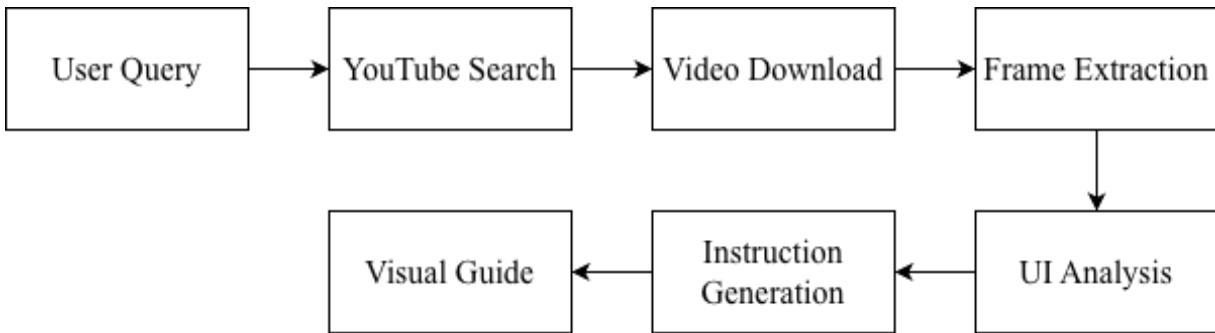 User Query
YouTube Search
Video Download
Frame Extraction
Visual Guide
Instruction
Generation
UI Analysis